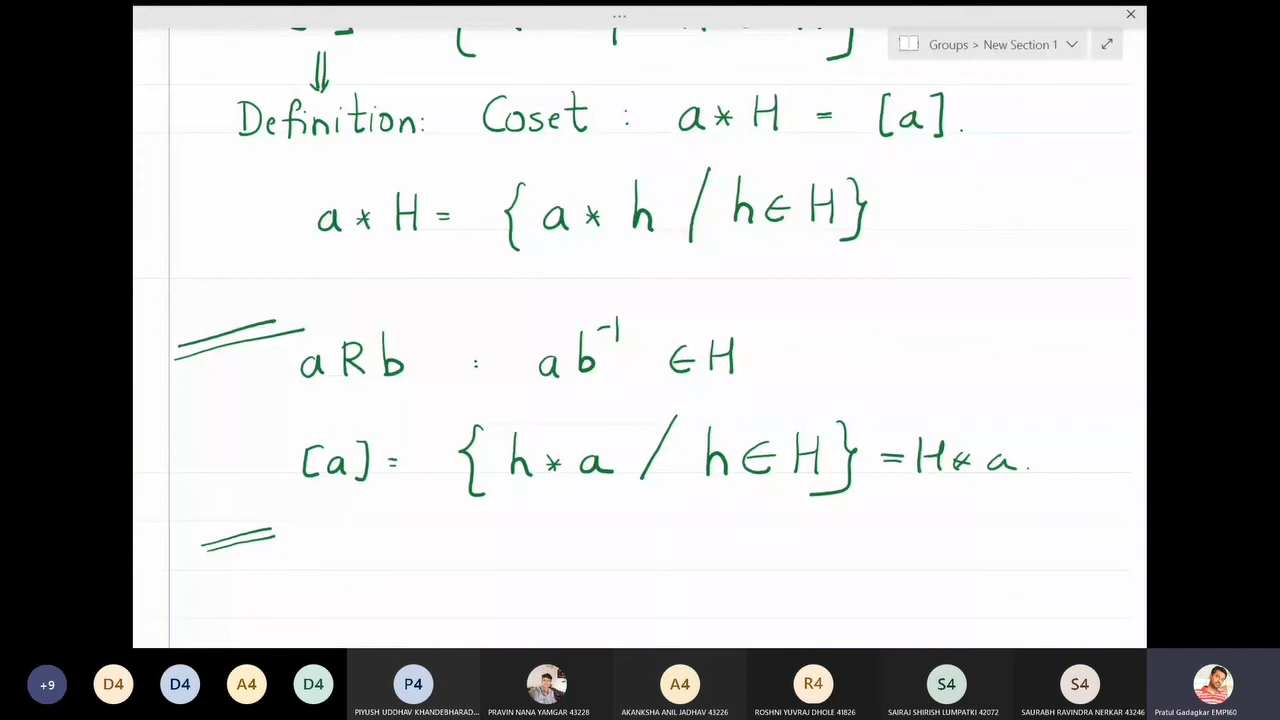 Groups > New Section 1
Definition: Coset : a * H = [a].
a * H = { a * h / h ∈ H }
a R b : a b⁻¹ ∈ H
[a] = { h * a / h ∈ H } = H * a.
+9 D4 D4 A4 D4 P4 A4 R4 S4 S4
PIYUSH UDDHAV KHANDEBHARAD... PRAVIN NANA YAMGAR 43228 AKANKSHA ANIL JADHAV 43226 ROSHNI YUVRAJ DHOLE 41826 SAIRAJ SHIRISH LUMPATKI 42072 SAURABH RAVINDRA NERKAR 43246 Pratul Gadagkar EMP160